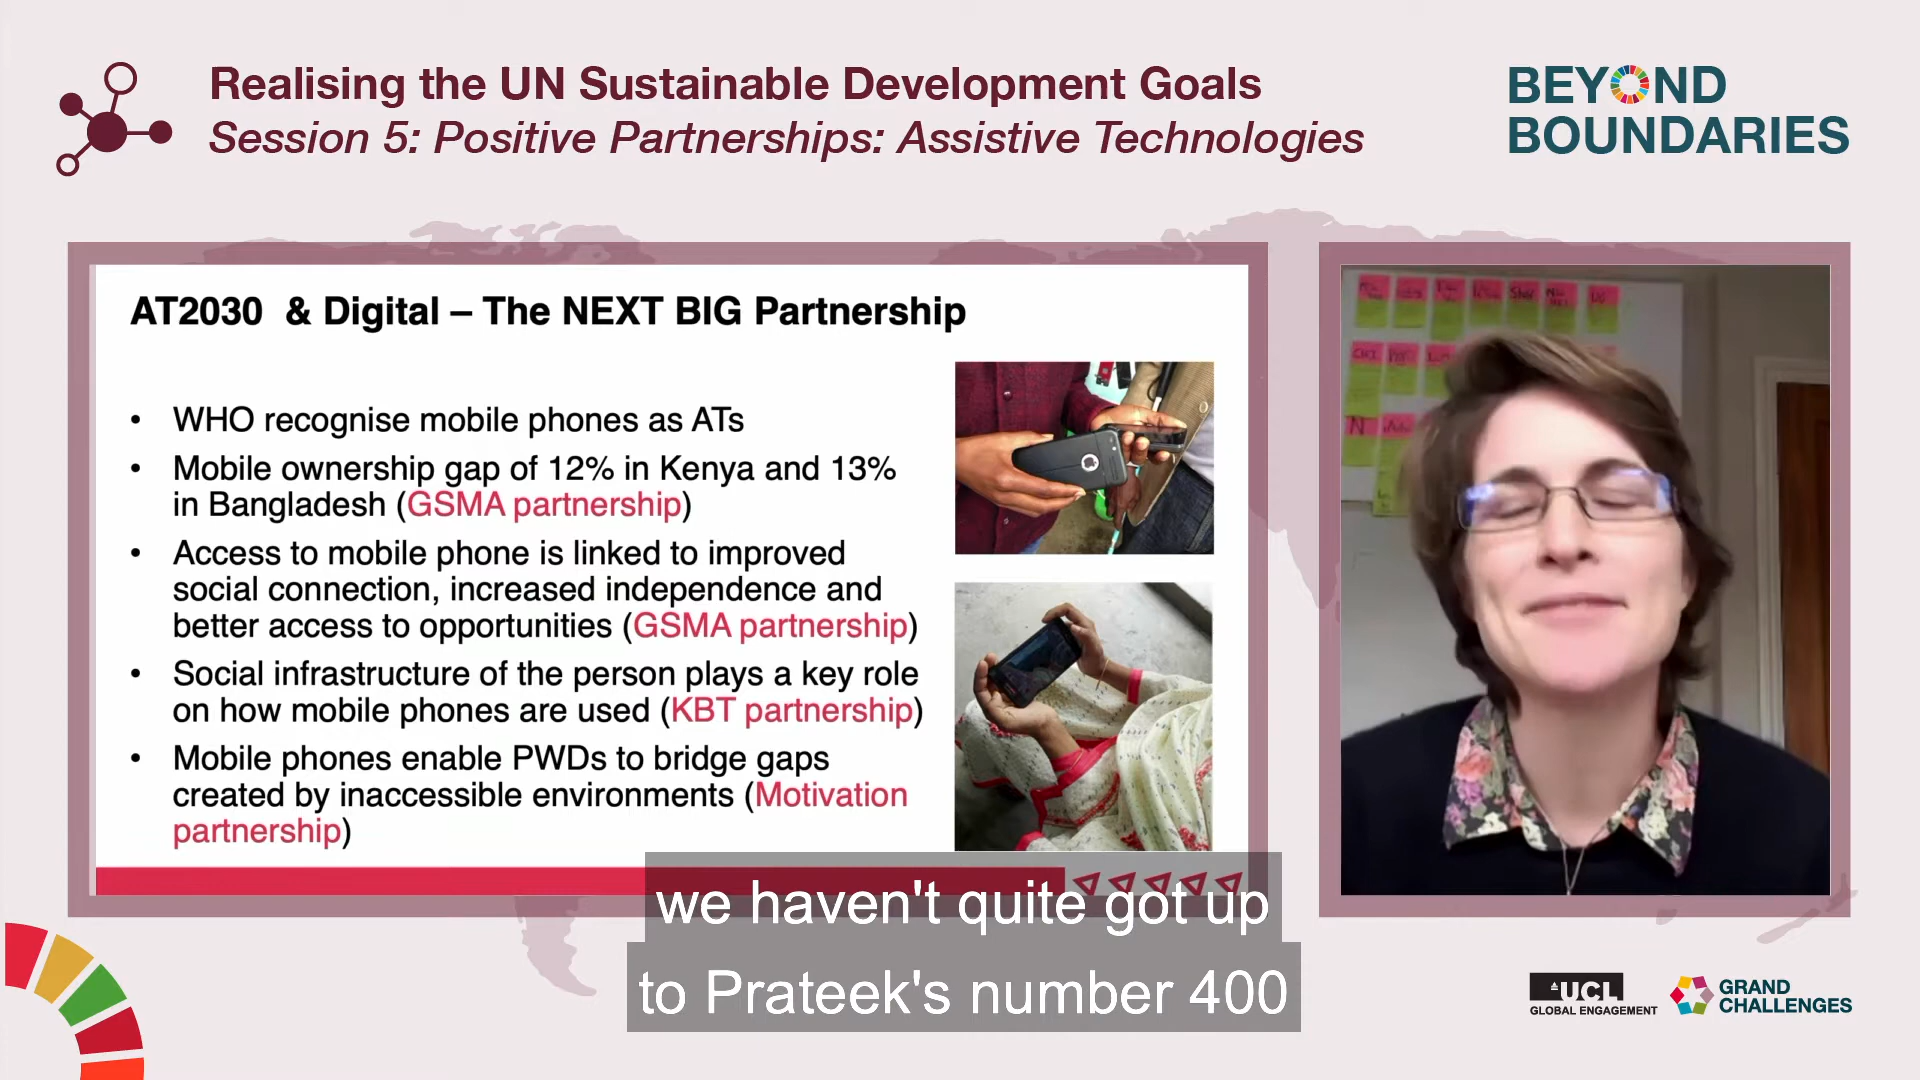 Realising the UN Sustainable Development Goals
Session 5: Positive Partnerships: Assistive Technologies
BEYOND
BOUNDARIES
AT2030 & Digital – The NEXT BIG Partnership
• WHO recognise mobile phones as ATs
• Mobile ownership gap of 12% in Kenya and 13%
in Bangladesh (GSMA partnership)
• Access to mobile phone is linked to improved
social connection, increased independence and
better access to opportunities (GSMA partnership)
• Social infrastructure of the person plays a key role
on how mobile phones are used (KBT partnership)
• Mobile phones enable PWDs to bridge gaps
created by inaccessible environments (Motivation
partnership)
we haven't quite got up
to Prateek's number 400
UCL
GLOBAL ENGAGEMENT
GRAND
CHALLENGES